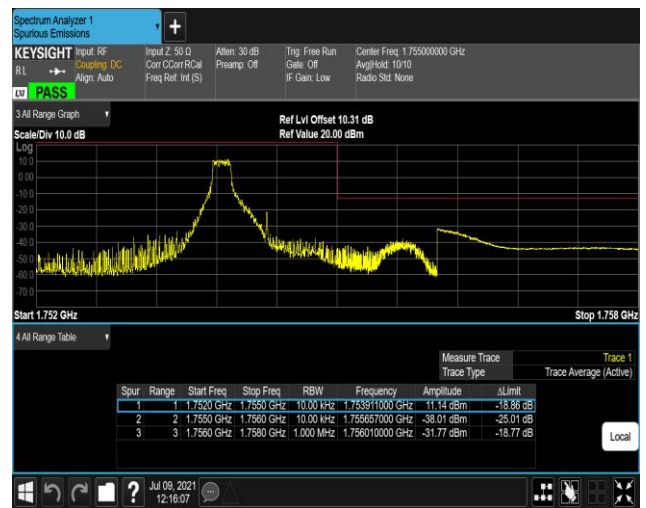 Spectrum Analyzer 1
Spurious Emissions
+
KEYSIGHT Input: RF Input Z: 50 Ω Atten: 30 dB Trig: Free Run Center Freq: 1.755000000 GHz
R L Coupling: DC Corr CCorr RCal Preamp: Off Gate: Off Avg|Hold: 10/10
Align: Auto Freq Ref: Int (S) IF Gain: Low Radio Std: None
LXI PASS
3 All Range Graph
Ref Lvl Offset 10.31 dB
Scale/Div 10.0 dB Ref Value 20.00 dBm
Log
10.0
0.00
-10.0
-20.0
-30.0
-40.0
-50.0
-60.0
-70.0
Start 1.752 GHz Stop 1.758 GHz
4 All Range Table
Measure Trace Trace 1
Trace Type Trace Average (Active)
Spur Range Start Freq Stop Freq RBW Frequency Amplitude ΔLimit
1 1 1.7520 GHz 1.7550 GHz 10.00 kHz 1.753911000 GHz 11.14 dBm -18.86 dB
2 2 1.7550 GHz 1.7560 GHz 10.00 kHz 1.755657000 GHz -38.01 dBm -25.01 dB
3 3 1.7560 GHz 1.7580 GHz 1.000 MHz 1.756010000 GHz -31.77 dBm -18.77 dB
Local
? Jul 09, 2021
12:16:07